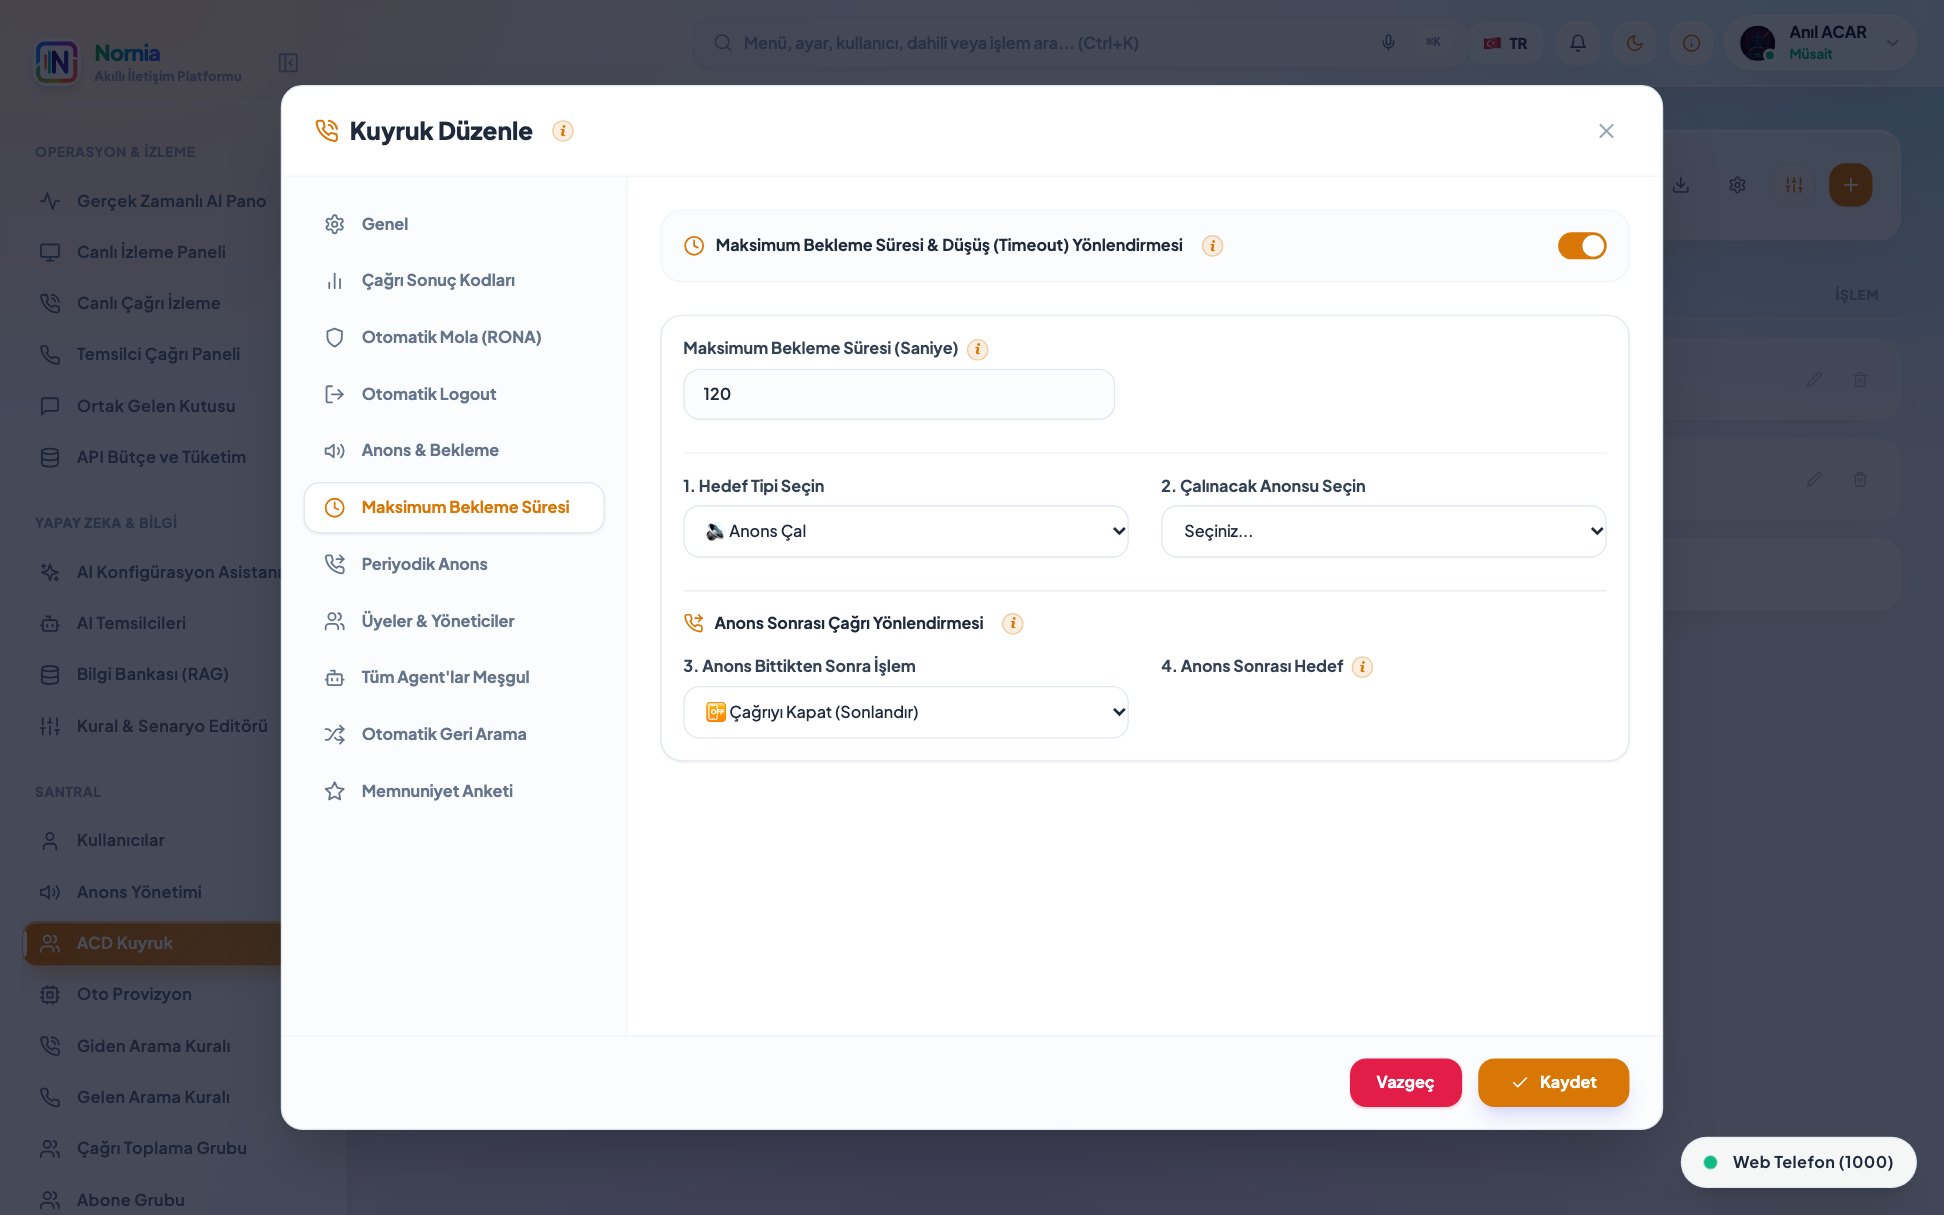 Nornia
Akıllı İletişim Platformu
Menü, ayar, kullanıcı, dahili veya işlem ara... (Ctrl+K)
⌘K
TR
Anıl ACAR
Müsait
OPERASYON & İZLEME
Gerçek Zamanlı AI Pano
Canlı İzleme Paneli
Canlı Çağrı İzleme
Temsilci Çağrı Paneli
Ortak Gelen Kutusu
API Bütçe ve Tüketim
YAPAY ZEKA & BİLGİ
AI Konfigürasyon Asistanı
AI Temsilcileri
Bilgi Bankası (RAG)
Kural & Senaryo Editörü
SANTRAL
Kullanıcılar
Anons Yönetimi
ACD Kuyruk
Oto Provizyon
Giden Arama Kuralı
Gelen Arama Kuralı
Çağrı Toplama Grubu
Abone Grubu
İŞLEM
Kuyruk Düzenle
Genel
Çağrı Sonuç Kodları
Otomatik Mola (RONA)
Otomatik Logout
Anons & Bekleme
Maksimum Bekleme Süresi
Periyodik Anons
Üyeler & Yöneticiler
Tüm Agent'lar Meşgul
Otomatik Geri Arama
Memnuniyet Anketi
Maksimum Bekleme Süresi & Düşüş (Timeout) Yönlendirmesi
Maksimum Bekleme Süresi (Saniye)
120
1. Hedef Tipi Seçin
2. Çalınacak Anonsu Seçin
Anons Çal
Seçiniz...
Anons Sonrası Çağrı Yönlendirmesi
3. Anons Bittikten Sonra İşlem
4. Anons Sonrası Hedef
Çağrıyı Kapat (Sonlandır)
Vazgeç
Kaydet
Web Telefon (1000)